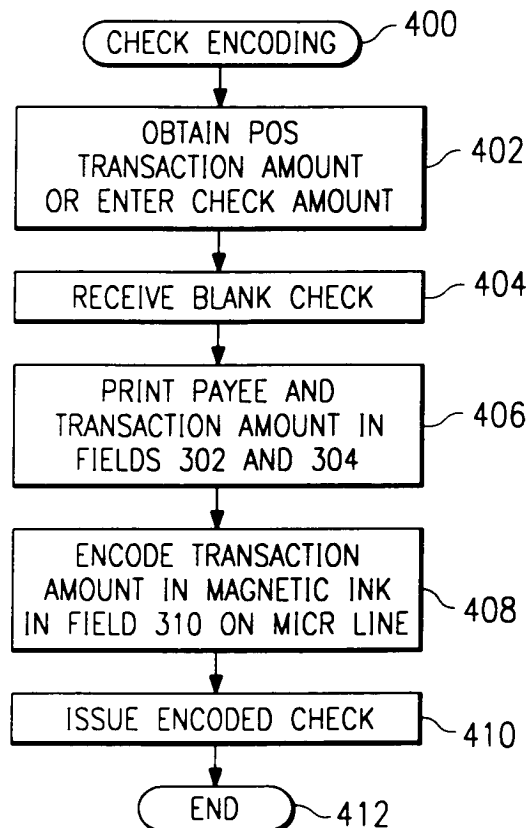 CHECK ENCODING
400
OBTAIN POS
TRANSACTION AMOUNT
OR ENTER CHECK AMOUNT
402
RECEIVE BLANK CHECK
404
PRINT PAYEE AND
TRANSACTION AMOUNT IN
FIELDS 302 AND 304
406
ENCODE TRANSACTION
AMOUNT IN MAGNETIC INK
IN FIELD 310 ON MICR LINE
408
ISSUE ENCODED CHECK
410
END
412